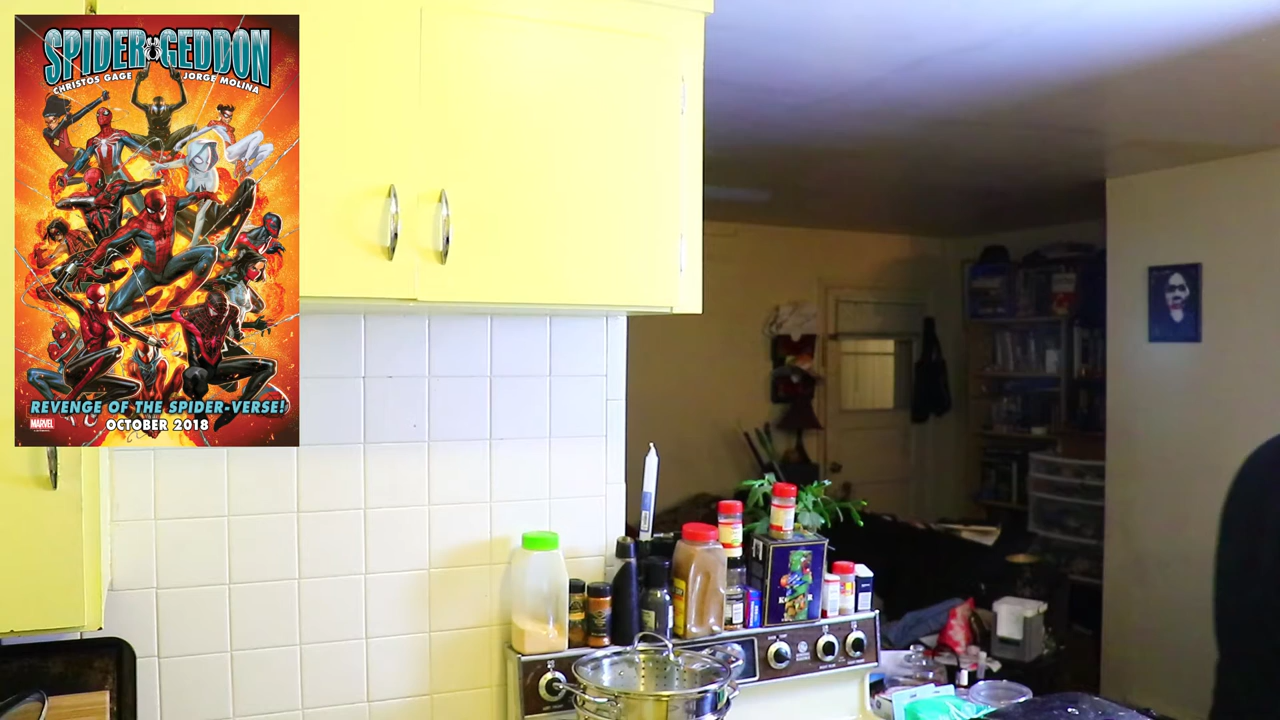 SPIDER-GEDDON
CHRISTOS GAGE JORGE MOLINA
REVENGE OF THE SPIDER-VERSE!
MARVEL
OCTOBER 2018